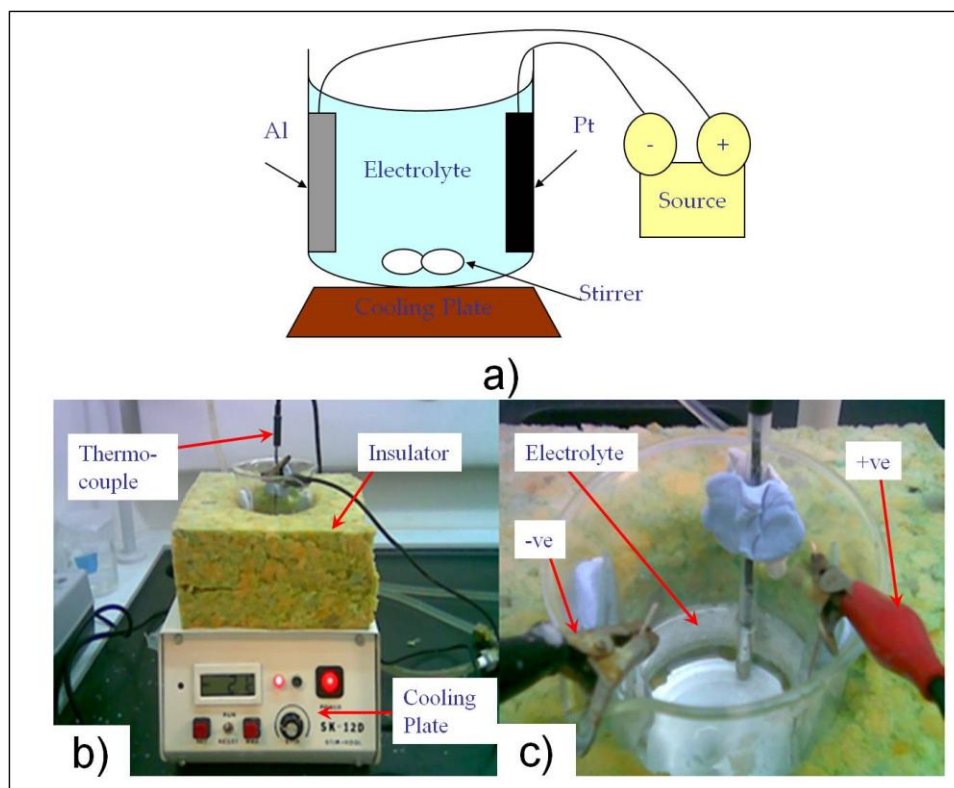 Al
Pt
Electrolyte
-
+
Source
Stirrer
Cooling Plate
a)
Thermo-
couple
Insulator
Cooling
Plate
SK-12D
b)
Electrolyte
+ve
-ve
c)